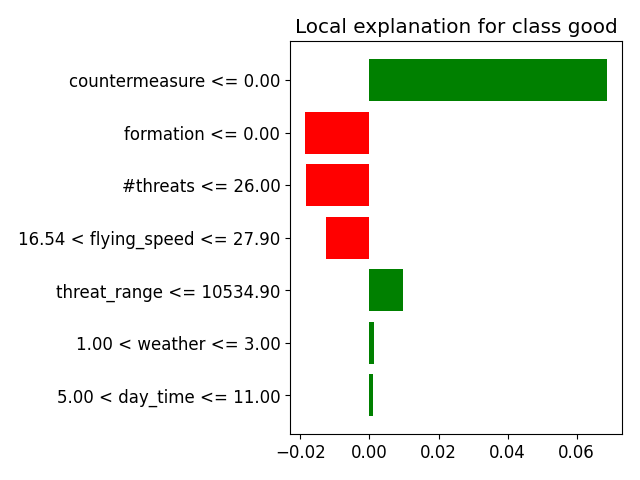 Local explanation for class good
countermeasure <= 0.00
formation <= 0.00
#threats <= 26.00
16.54 < flying_speed <= 27.90
threat_range <= 10534.90
1.00 < weather <= 3.00
5.00 < day_time <= 11.00
−0.02 0.00 0.02 0.04 0.06